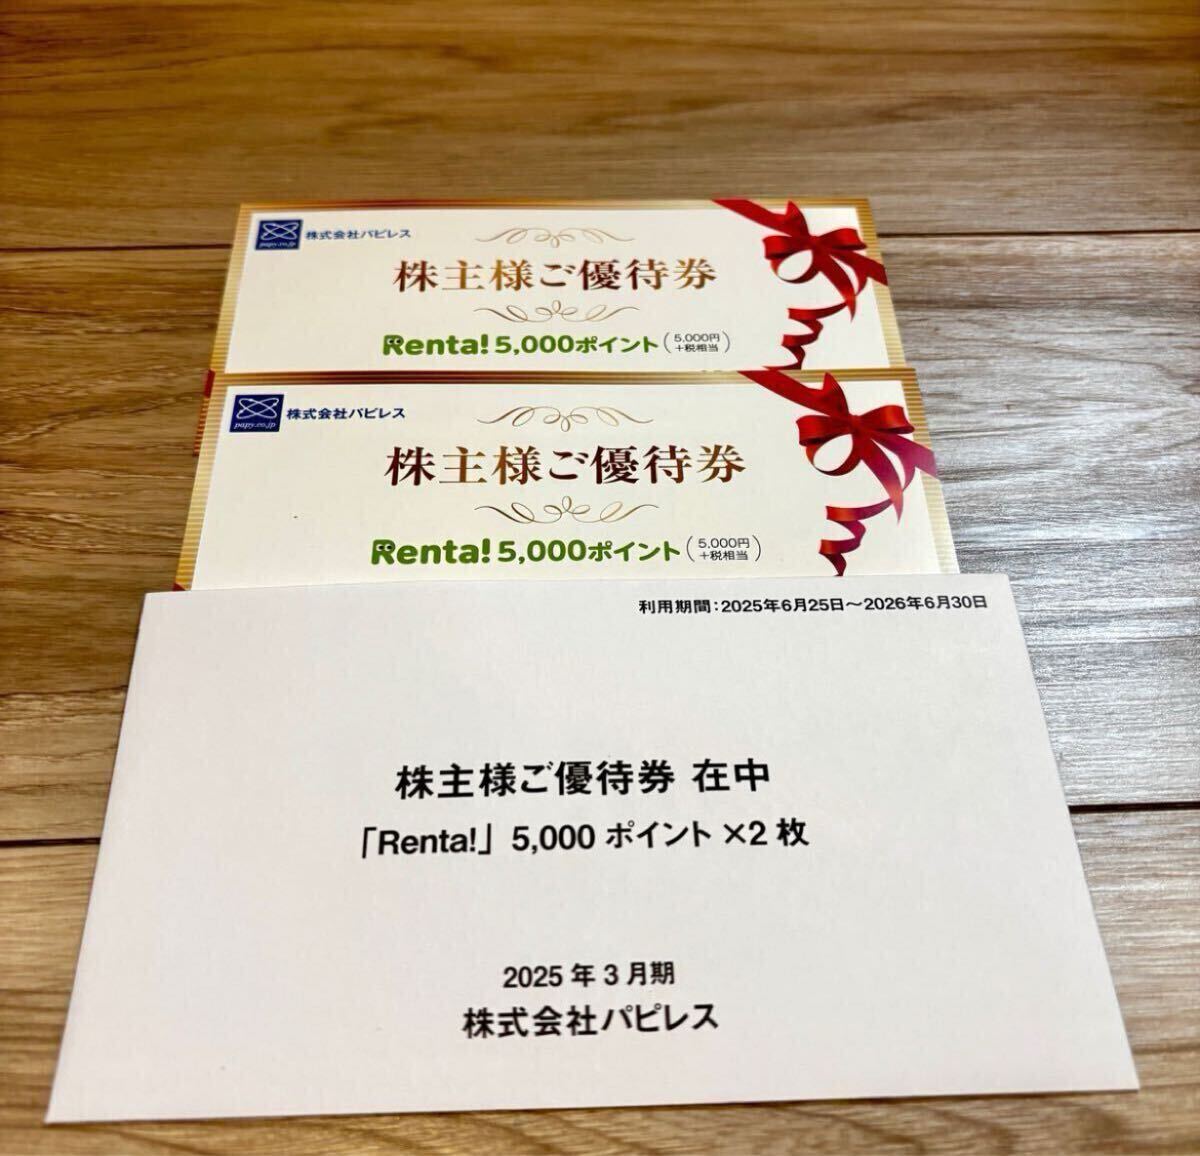 papy.co.jp 株式会社パピレス
株主様ご優待券
Renta! 5,000ポイント (5,000円+税相当)
papy.co.jp 株式会社パピレス
株主様ご優待券
Renta! 5,000ポイント (5,000円+税相当)
利用期間:2025年6月25日〜2026年6月30日
株主様ご優待券 在中
「Renta!」 5,000 ポイント ×2 枚
2025 年 3 月期
株式会社パピレス